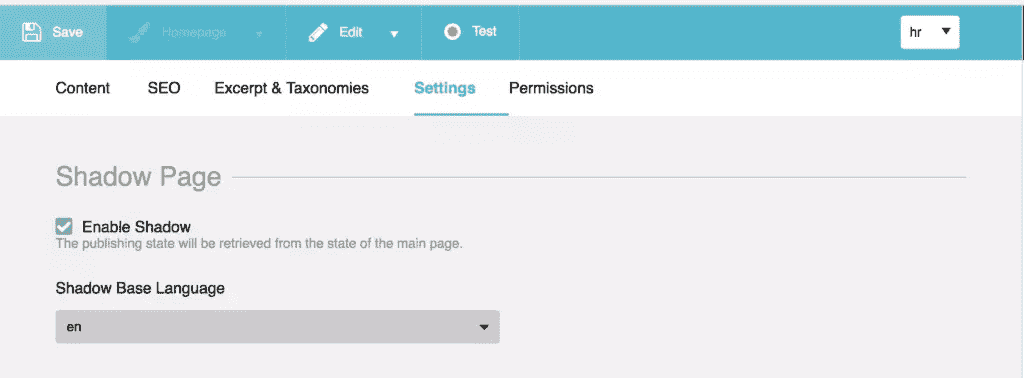 Save Homepage Edit Test hr
Content SEO Excerpt & Taxonomies Settings Permissions
Shadow Page
Enable Shadow
The publishing state will be retrieved from the state of the main page.
Shadow Base Language
en